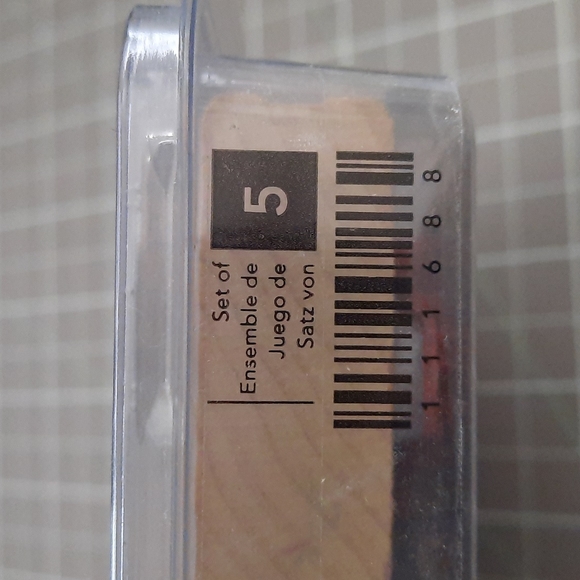 Set of
Ensemble de
Juego de
Satz von
5
111688